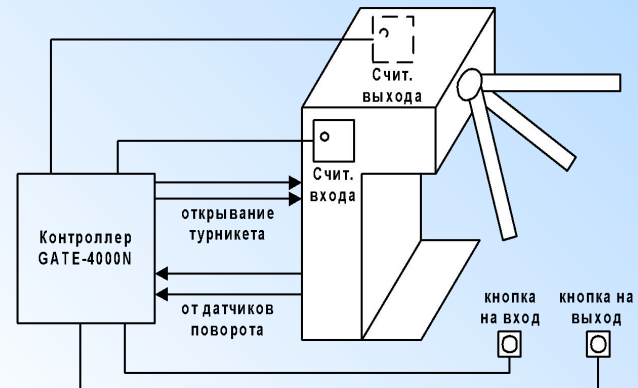 Счит.
выхода
Счит.
входа
открывание
турникета
Контроллер
GATE-4000N
от датчиков
поворота
кнопка
на вход
кнопка на
выход